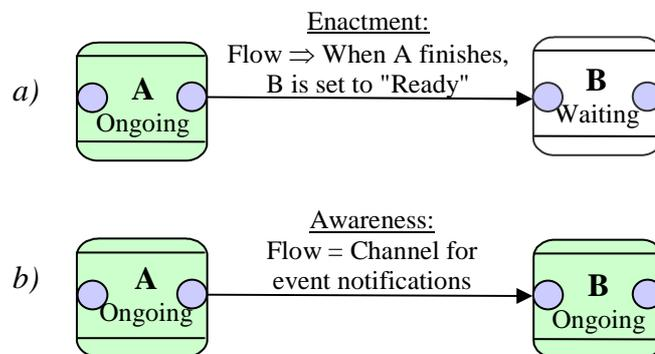 Enactment:
Flow ⇒ When A finishes,
B is set to "Ready"
a)
A
Ongoing
B
Waiting
Awareness:
Flow = Channel for
event notifications
b)
A
Ongoing
B
Ongoing